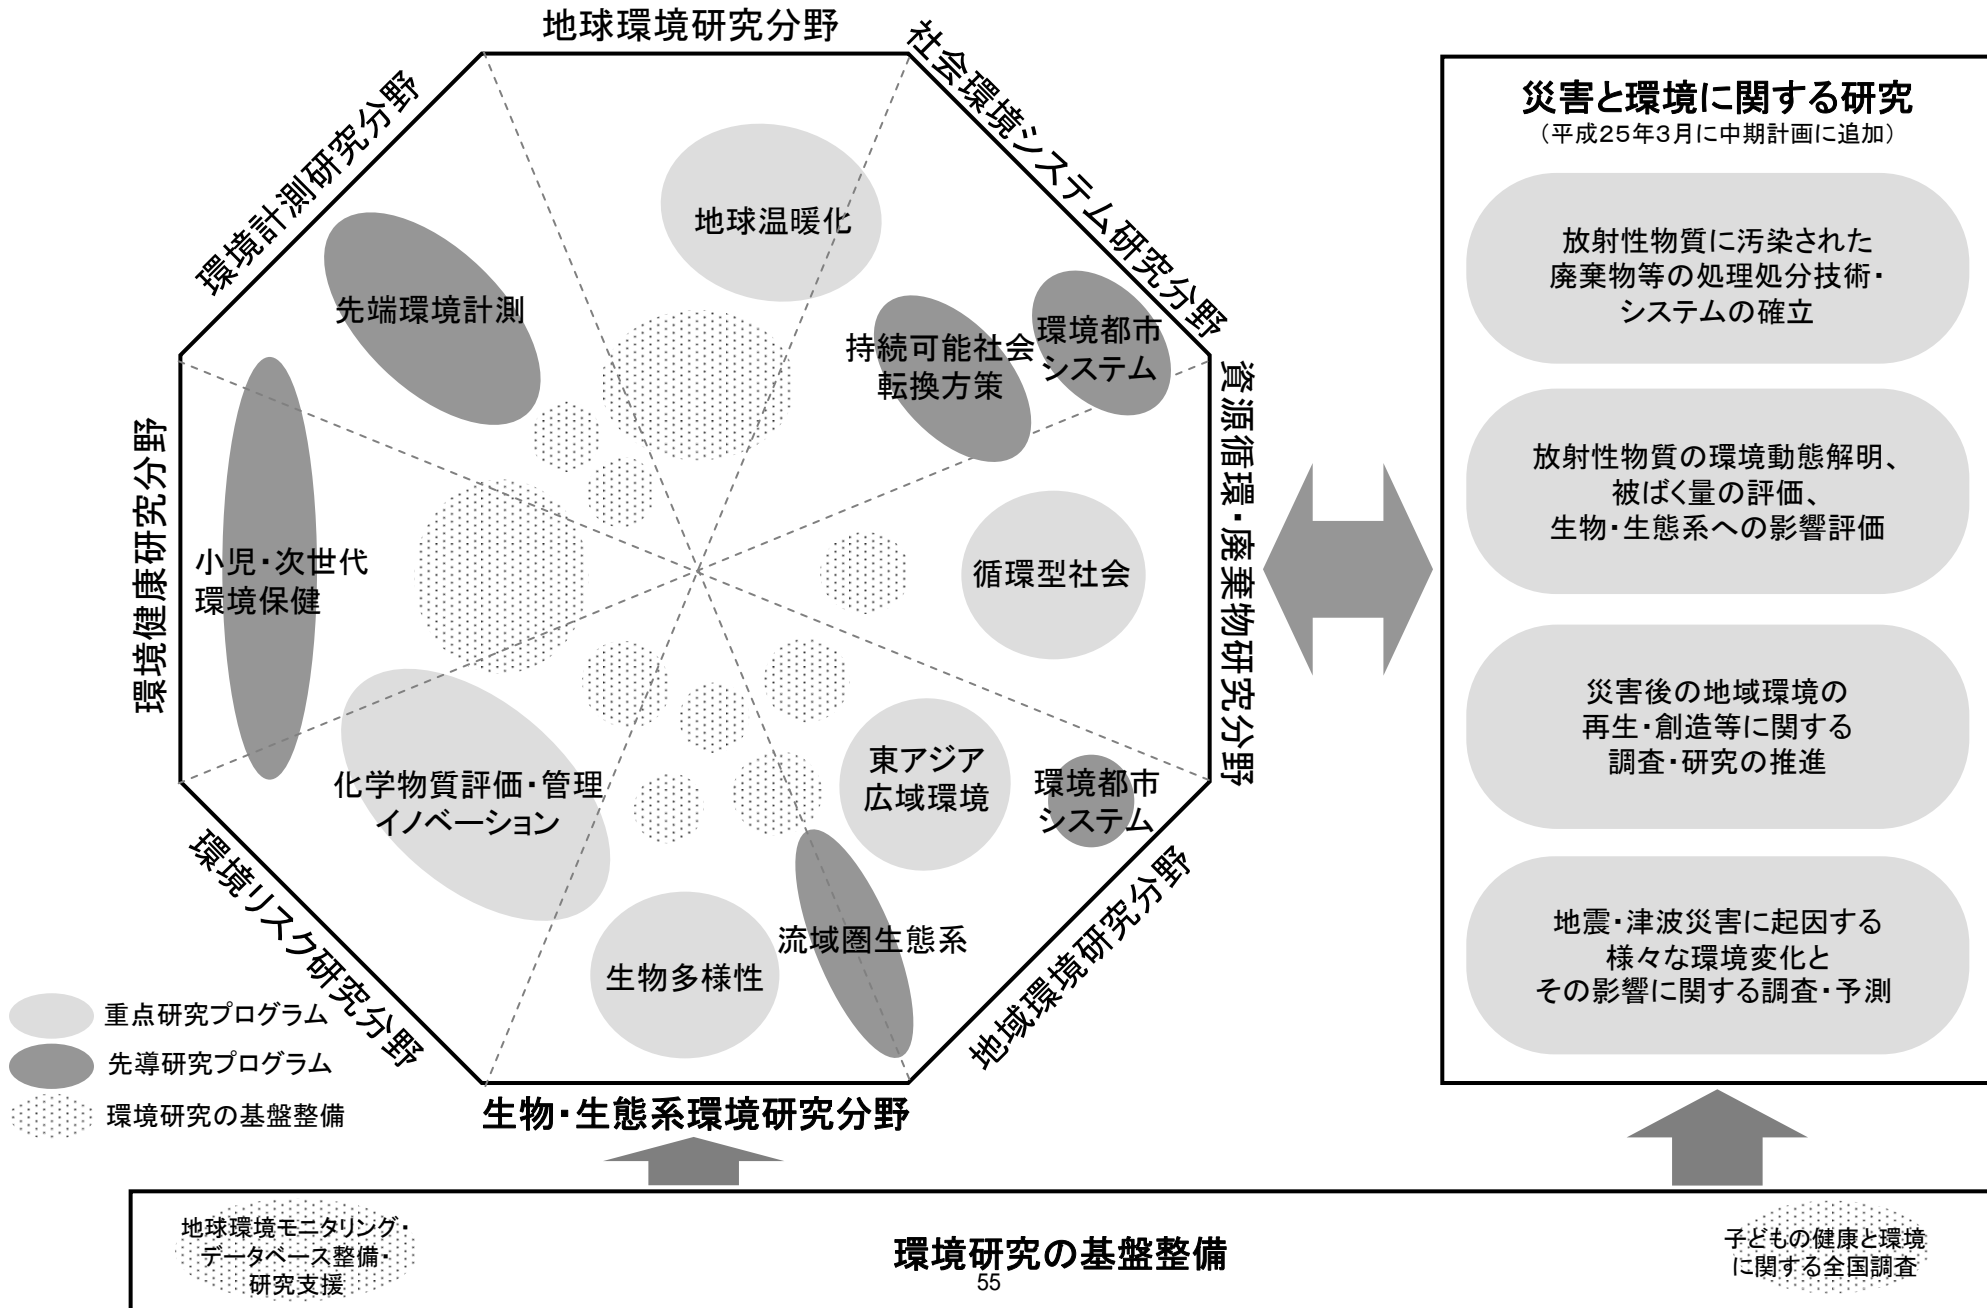 地球環境研究分野
社会環境システム研究分野
環境計測研究分野
資源循環・廃棄物研究分野
環境健康研究分野
環境リスク研究分野
地域環境研究分野
生物・生態系環境研究分野
地球温暖化
先端環境計測
持続可能社会
転換方策
環境都市
システム
循環型社会
小児・次世代
環境保健
化学物質評価・管理
イノベーション
東アジア
広域環境
環境都市
システム
流域圏生態系
生物多様性
重点研究プログラム
先導研究プログラム
環境研究の基盤整備
災害と環境に関する研究
（平成25年3月に中期計画に追加）
放射性物質に汚染された
廃棄物等の処理処分技術・
システムの確立
放射性物質の環境動態解明、
被ばく量の評価、
生物・生態系への影響評価
災害後の地域環境の
再生・創造等に関する
調査・研究の推進
地震・津波災害に起因する
様々な環境変化と
その影響に関する調査・予測
地球環境モニタリング・
データベース整備・
研究支援
環境研究の基盤整備
子どもの健康と環境
に関する全国調査
55